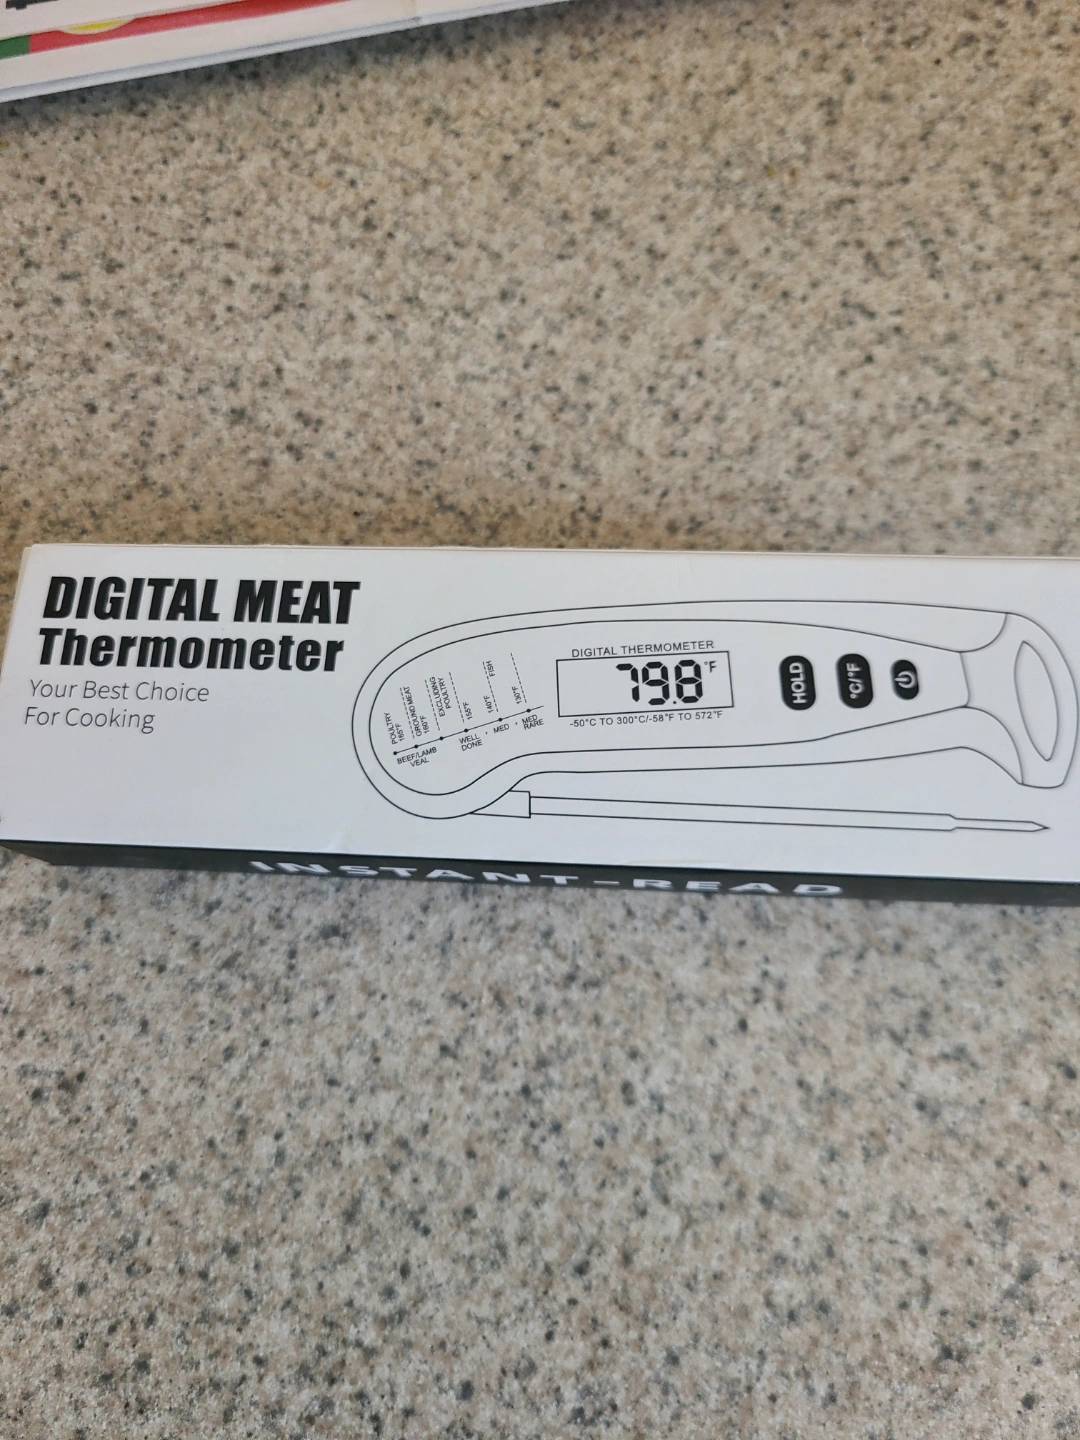 DIGITAL MEAT
Thermometer
Your Best Choice
For Cooking
POULTRY
165°F
GROUND MEAT
160°F
EXCLUDING
POULTRY
155°F
140°F
FISH
130°F
BEEF/LAMB
VEAL
WELL
DONE
MED
MED
RARE
DIGITAL THERMOMETER
79.8°F
-50°C TO 300°C/-58°F TO 572°F
HOLD
°C/°F
INSTANT-READ